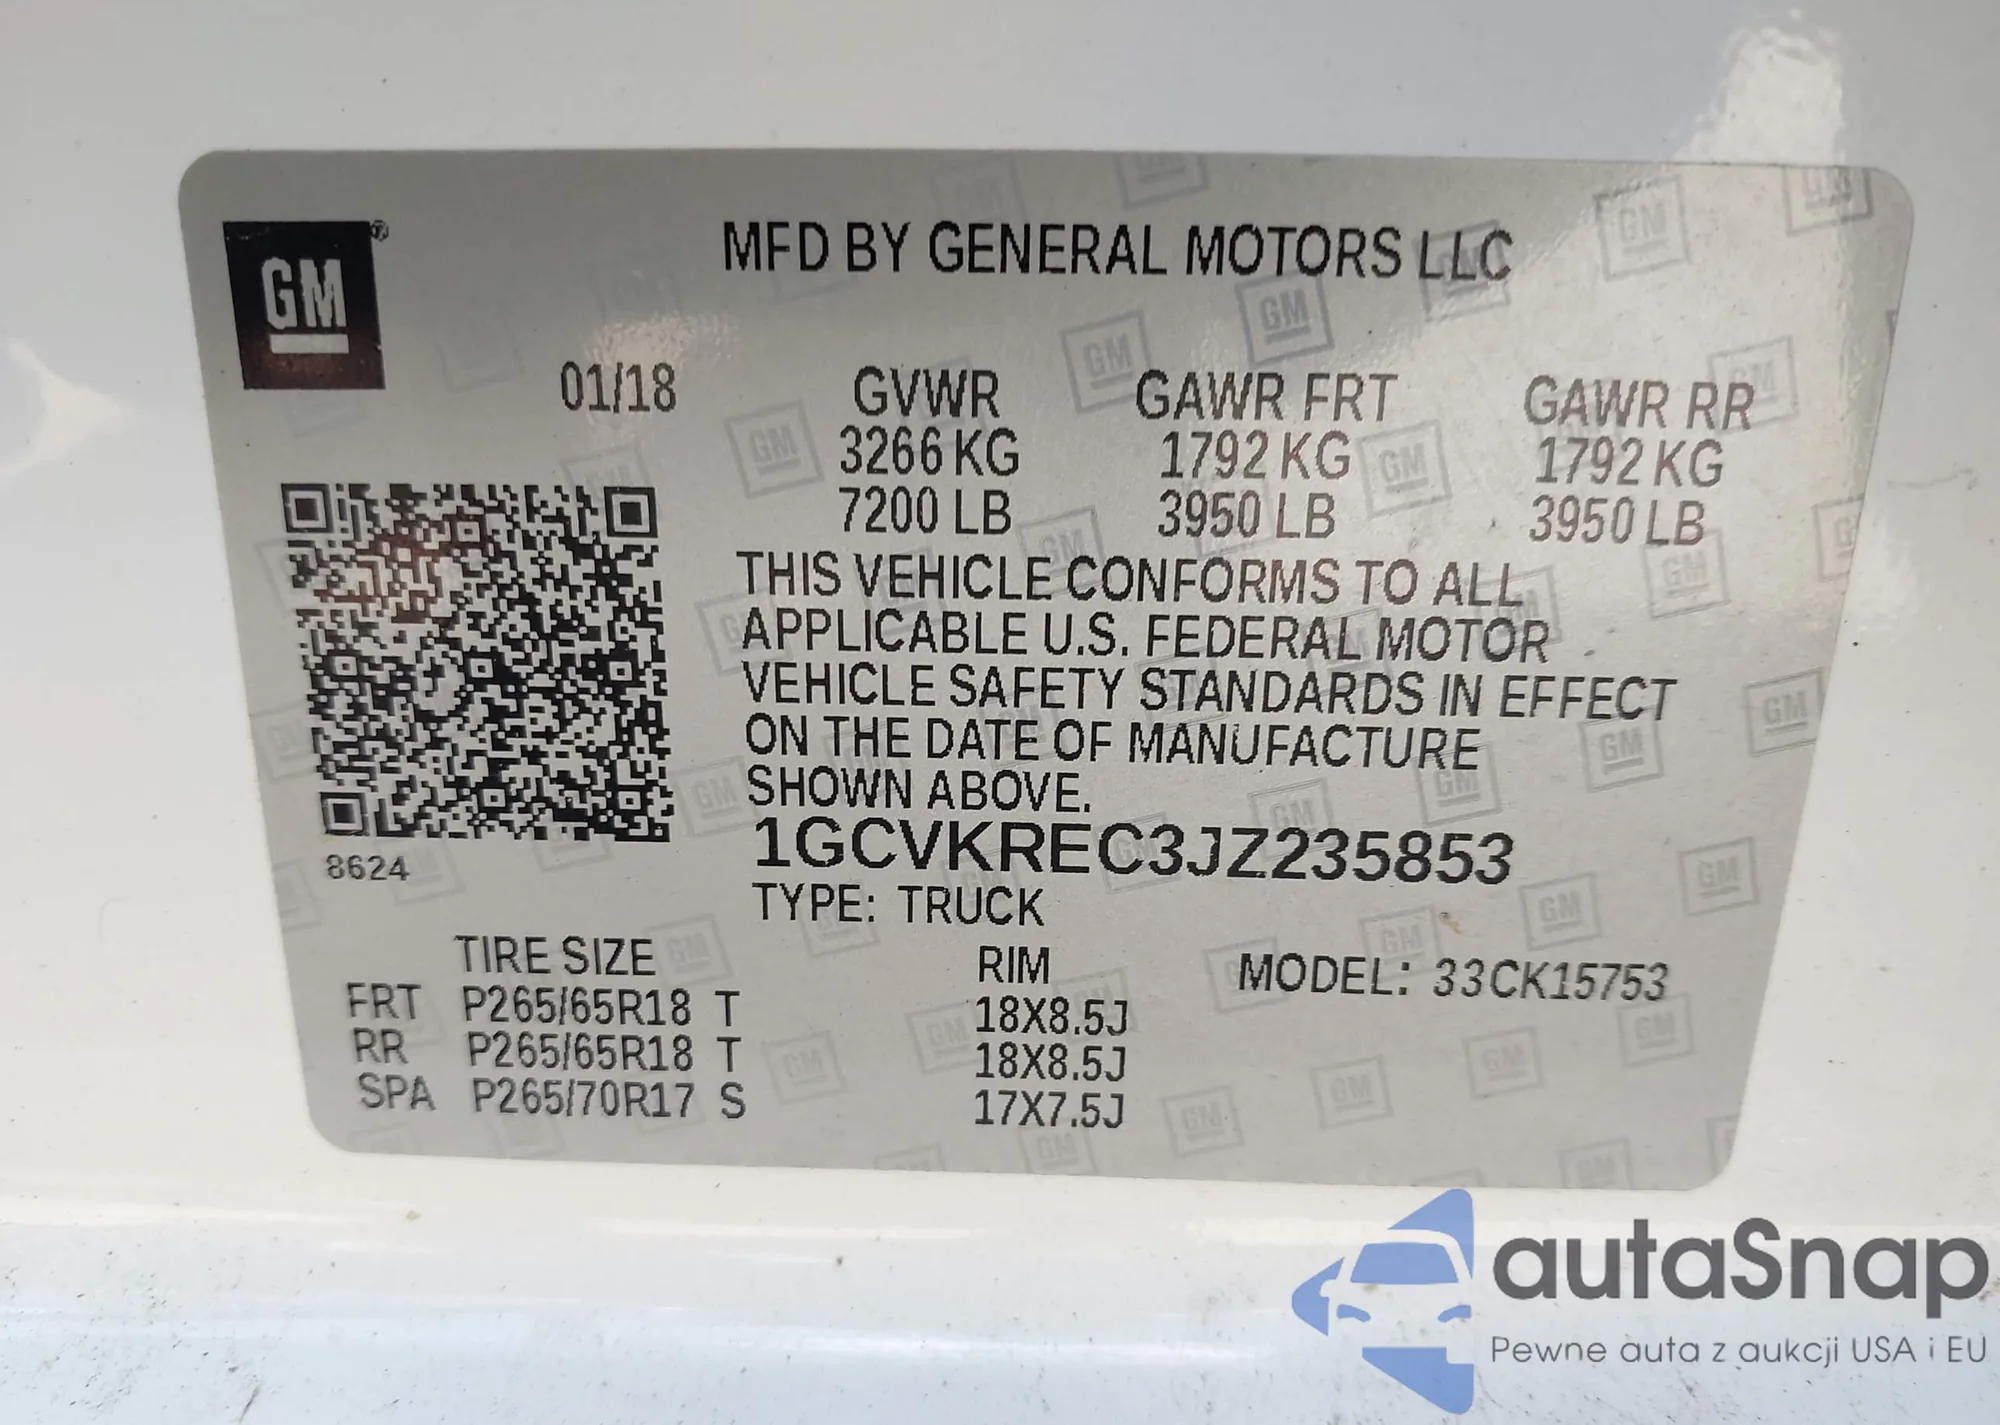 GM
MFD BY GENERAL MOTORS LLC
01/18 GVWR GAWR FRT GAWR RR
3266 KG 1792 KG 1792 KG
7200 LB 3950 LB 3950 LB
THIS VEHICLE CONFORMS TO ALL
APPLICABLE U.S. FEDERAL MOTOR
VEHICLE SAFETY STANDARDS IN EFFECT
ON THE DATE OF MANUFACTURE
SHOWN ABOVE.
1GCVKREC3JZ235853
8624
TYPE: TRUCK
TIRE SIZE RIM MODEL: 33CK15753
FRT P265/65R18 T 18X8.5J
RR P265/65R18 T 18X8.5J
SPA P265/70R17 S 17X7.5J
autaSnap
Pewne auta z aukcji USA i EU